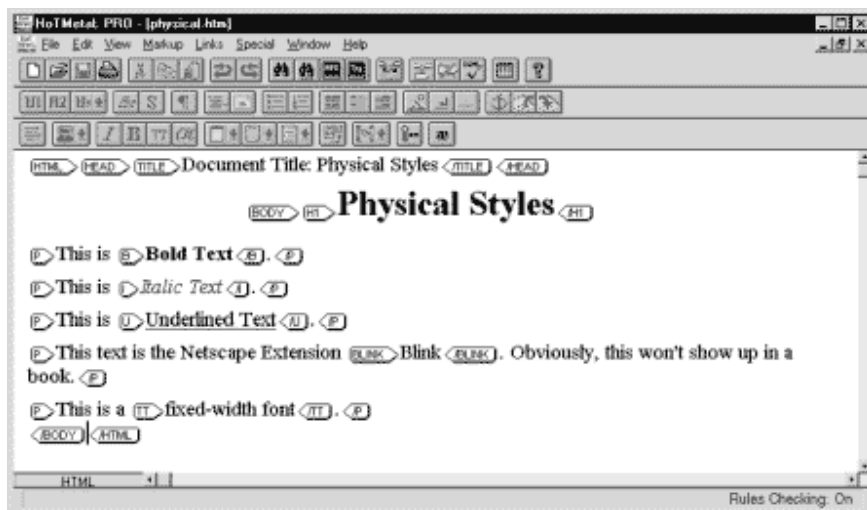 HoTMetaL PRO - [physical.htm]
File Edit View Markup Links Special Window Help
HTML HEAD TITLE Document Title: Physical Styles /TITLE /HEAD
BODY H1 Physical Styles /H1
P This is B Bold Text /B . /P
P This is I Italic Text /I . /P
P This is U Underlined Text /U . /P
P This text is the Netscape Extension BLINK Blink /BLINK . Obviously, this won't show up in a
book. /P
P This is a TT fixed-width font /TT . /P
/BODY /HTML
HTML
Rules Checking: On